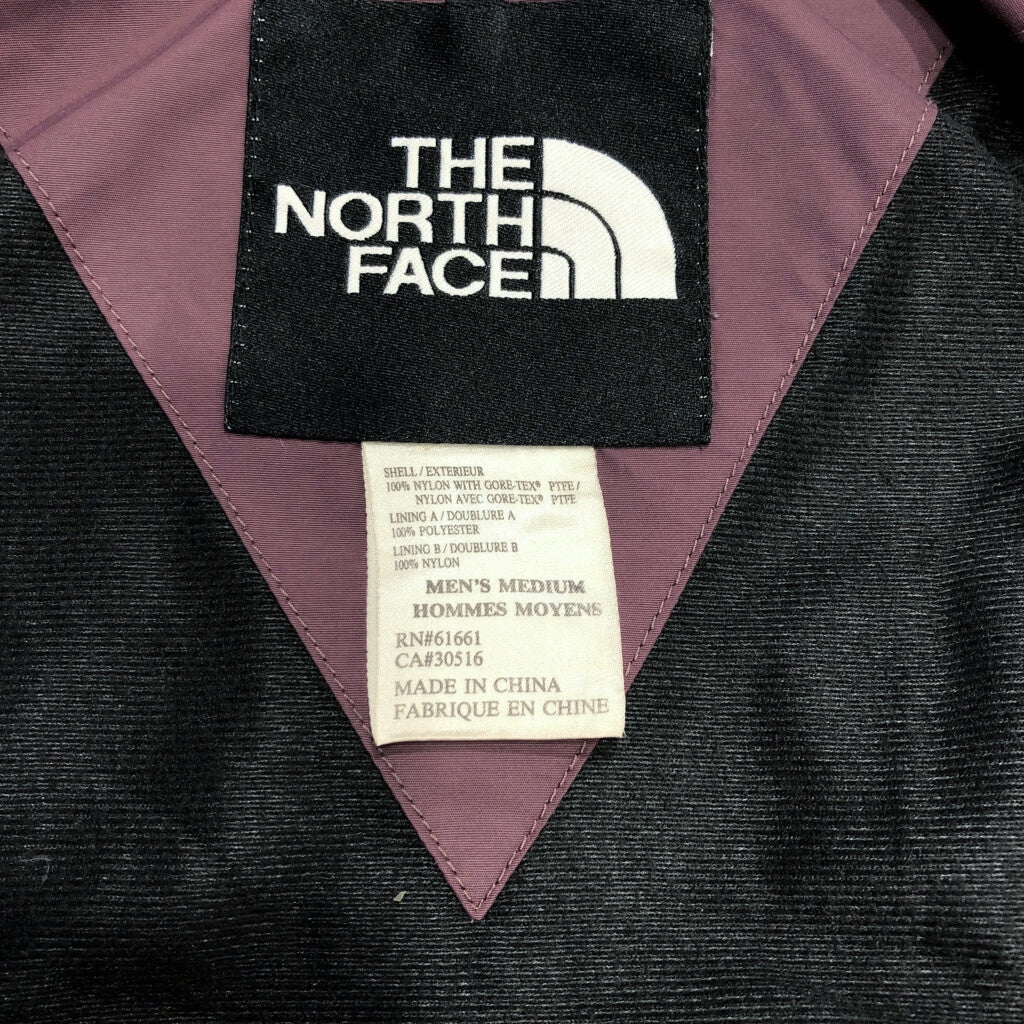 THE
NORTH
FACE
SHELL / EXTERIEUR
100% NYLON WITH GORE-TEX® PTFE /
NYLON AVEC GORE-TEX® PTFE
LINING A / DOUBLURE A
100% POLYESTER
LINING B / DOUBLURE B
100% NYLON
MEN'S MEDIUM
HOMMES MOYENS
RN#61661
CA#30516
MADE IN CHINA
FABRIQUE EN CHINE